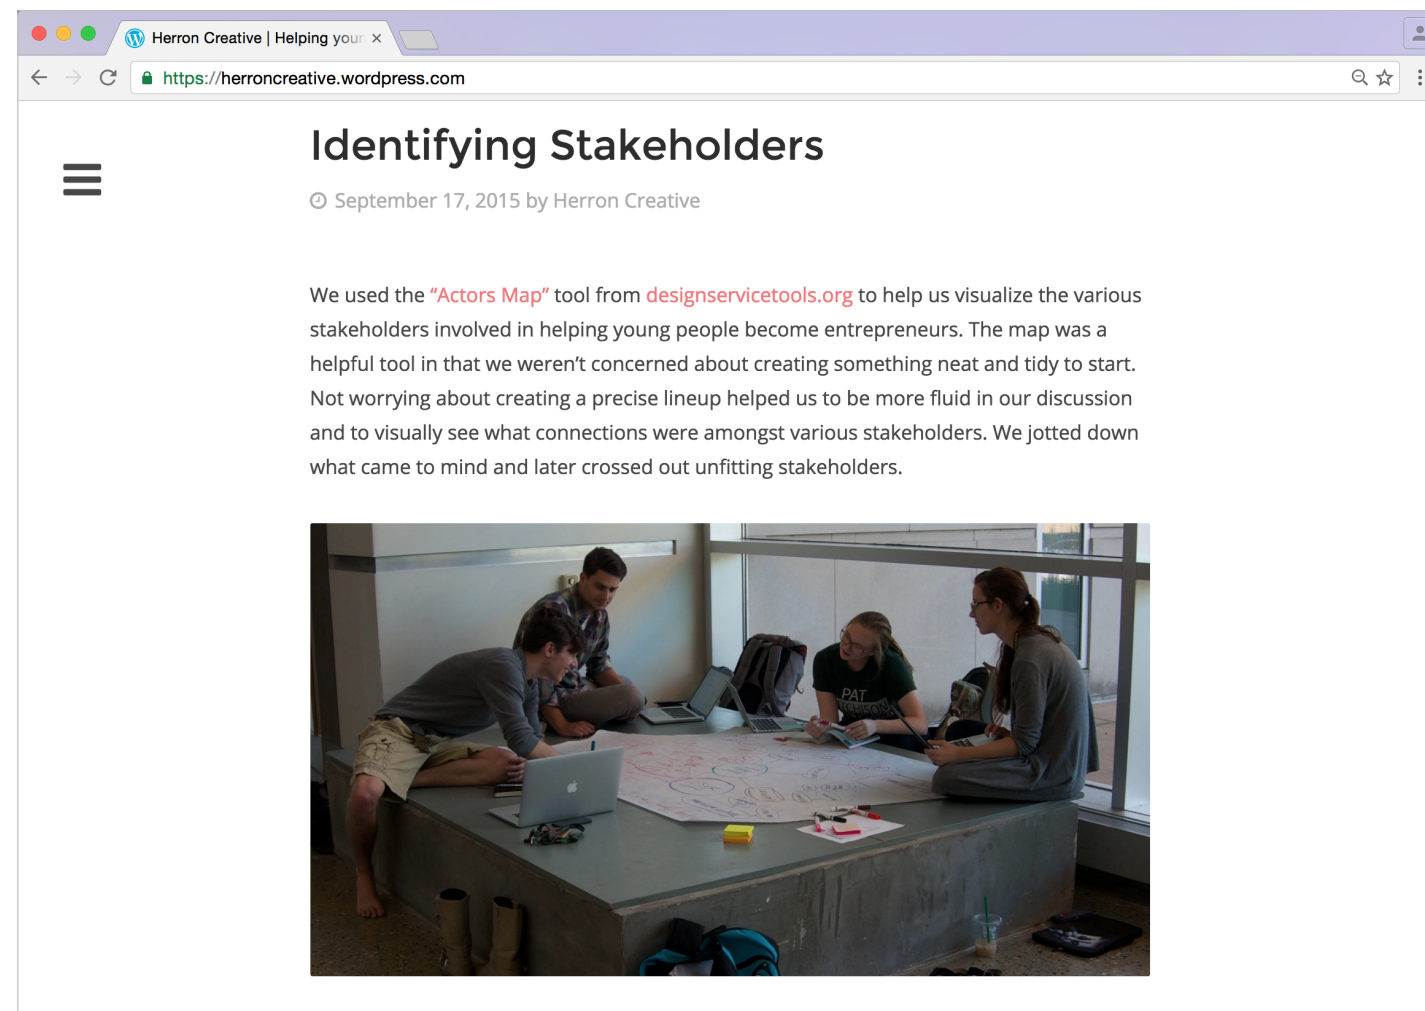 Herron Creative | Helping your
https://herroncreative.wordpress.com
Identifying Stakeholders
September 17, 2015 by Herron Creative
We used the “Actors Map” tool from designservicetools.org to help us visualize the various
stakeholders involved in helping young people become entrepreneurs. The map was a
helpful tool in that we weren’t concerned about creating something neat and tidy to start.
Not worrying about creating a precise lineup helped us to be more fluid in our discussion
and to visually see what connections were amongst various stakeholders. We jotted down
what came to mind and later crossed out unfitting stakeholders.
PAT